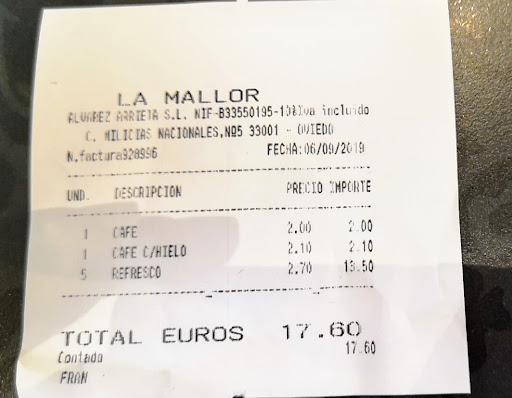 LA MALLOR
ALVAREZ ARRIETA S.L. NIF-B33550195-10%Iva incluido
C. MILICIAS NACIONALES,Nº5 33001 - OVIEDO
N.factura928996 FECHA:06/09/2019
UND. DESCRIPCION PRECIO IMPORTE
1 CAFE 2.00 2.00
1 CAFE C/HIELO 2.10 2.10
5 REFRESCO 2.70 13.50
TOTAL EUROS 17.60
Contado 17.60
FRAN